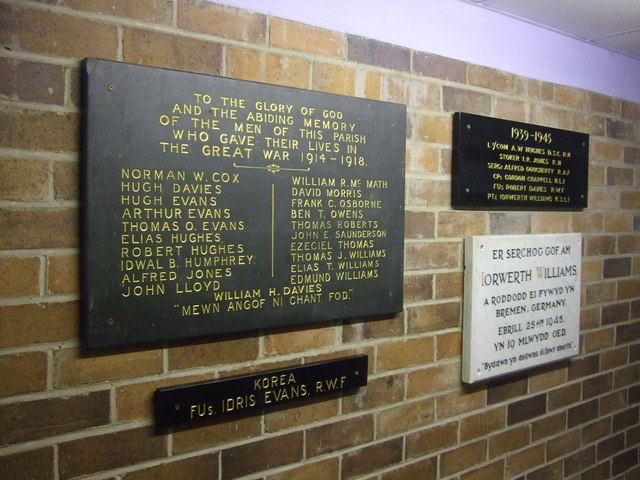 TO THE GLORY OF GOD
AND THE ABIDING MEMORY
OF THE MEN OF THIS PARISH
WHO GAVE THEIR LIVES IN
THE GREAT WAR 1914-1918.
NORMAN W. COX
HUGH DAVIES
HUGH EVANS
ARTHUR EVANS
THOMAS O. EVANS
ELIAS HUGHES
ROBERT HUGHES
IDWAL B. HUMPHREY
ALFRED JONES
JOHN LLOYD
WILLIAM R. Mc MATH
DAVID MORRIS
FRANK C. OSBORNE
BEN T. OWENS
THOMAS ROBERTS
JOHN E. SAUNDERSON
EZECIEL THOMAS
THOMAS J. WILLIAMS
ELIAS T. WILLIAMS
EDMUND WILLIAMS
WILLIAM H. DAVIES
"MEWN ANGOF NI CHANT FOD."
KOREA
FUs. IDRIS EVANS, R.W.F
1939-1945
L/COM A.W HUGHES D.S.C. R.N
STOKER I.R. JONES R.N
SERGt ALFRED DOUGHERTY R.A.F
CPL GORDON CHAPPELL N.L.I
FUs ROBERT DAVIES R.W.F
PTE IORWERTH WILLIAMS K.S.L.I
ER SERCHOG GOF AM
IORWERTH WILLIAMS,
A RODDODD EI FYWYD YN
BREMEN, GERMANY.
EBRILL 25AIN 1945.
YN 19 MLWYDD OED.